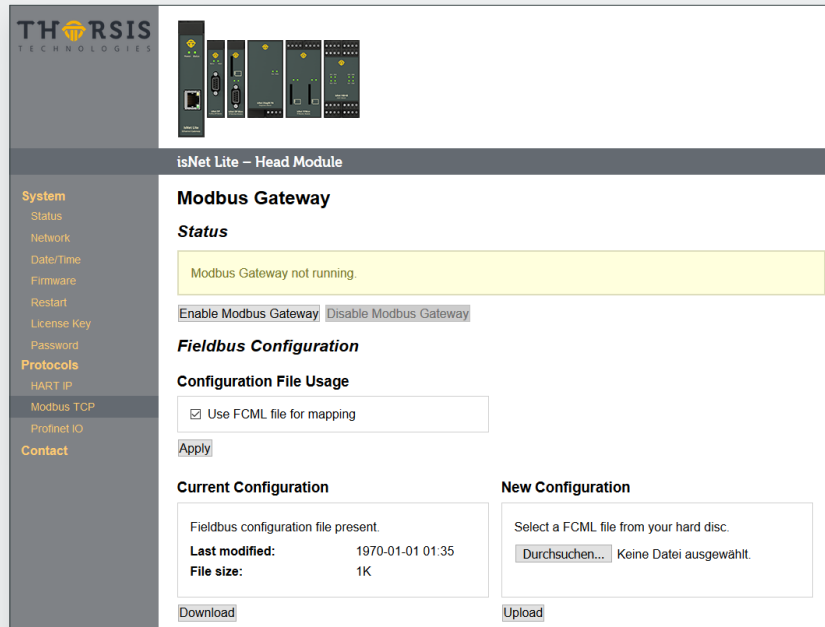 THORSIS
TECHNOLOGIES
isNet Lite – Head Module
System
Status
Network
Date/Time
Firmware
Restart
License Key
Password
Protocols
HART IP
Modbus TCP
Profinet IO
Contact
Modbus Gateway
Status
Modbus Gateway not running.
Enable Modbus Gateway Disable Modbus Gateway
Fieldbus Configuration
Configuration File Usage
Use FCML file for mapping
Apply
Current Configuration
Fieldbus configuration file present.
Last modified: 1970-01-01 01:35
File size: 1K
Download
New Configuration
Select a FCML file from your hard disc.
Durchsuchen... Keine Datei ausgewählt.
Upload